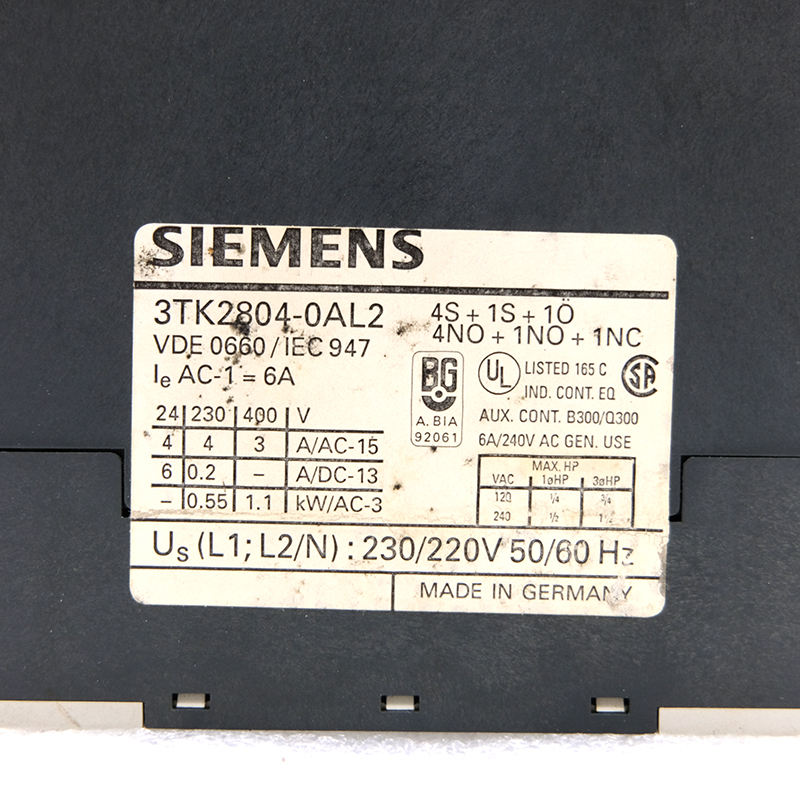 SIEMENS
3TK2804-0AL2
4S + 1S + 1Ö
4NO + 1NO + 1NC
VDE 0660 / IEC 947
Ie AC-1 = 6A
BG
A. BIA
92061
UL LISTED 165 C
IND. CONT. EQ
SA
AUX. CONT. B300/Q300
6A/240V AC GEN. USE
24 230 400 V
4 4 3 A/AC-15
6 0.2 – A/DC-13
– 0.55 1.1 kW/AC-3
MAX. HP
VAC 1øHP 3øHP
120 ¼ ¾
240 ½
Us (L1; L2/N) : 230/220V 50/60 Hz
MADE IN GERMANY